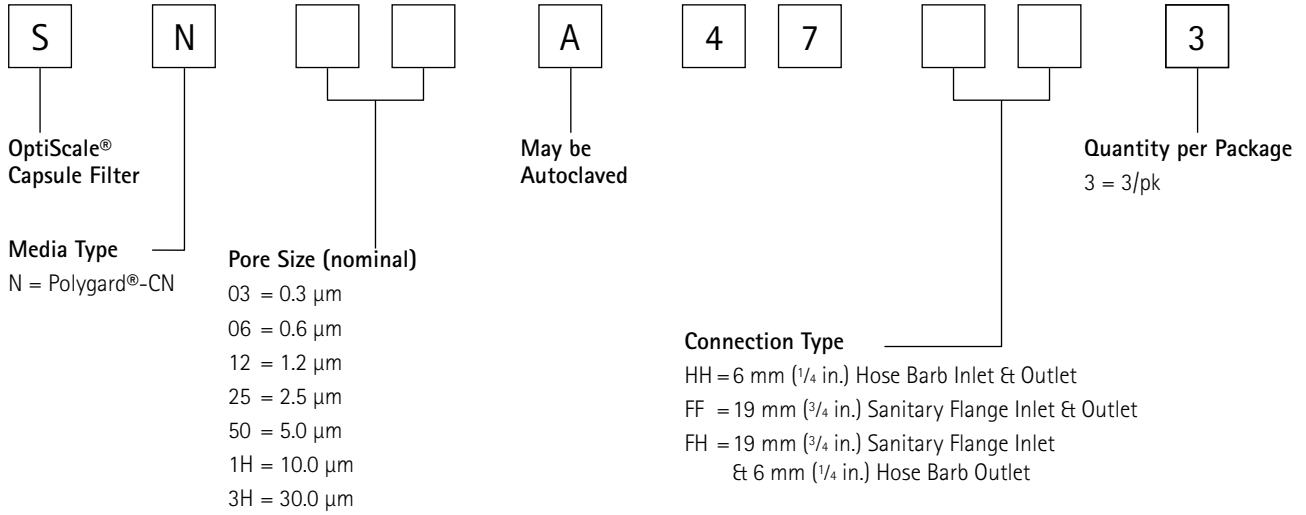 S N A 4 7 3
OptiScale®
Capsule Filter
May be
Autoclaved
Quantity per Package
3 = 3/pk
Media Type
N = Polygard®-CN
Pore Size (nominal)
03 = 0.3 µm
06 = 0.6 µm
12 = 1.2 µm
25 = 2.5 µm
50 = 5.0 µm
1H = 10.0 µm
3H = 30.0 µm
Connection Type
HH = 6 mm (1/4 in.) Hose Barb Inlet & Outlet
FF = 19 mm (3/4 in.) Sanitary Flange Inlet & Outlet
FH = 19 mm (3/4 in.) Sanitary Flange Inlet
& 6 mm (1/4 in.) Hose Barb Outlet